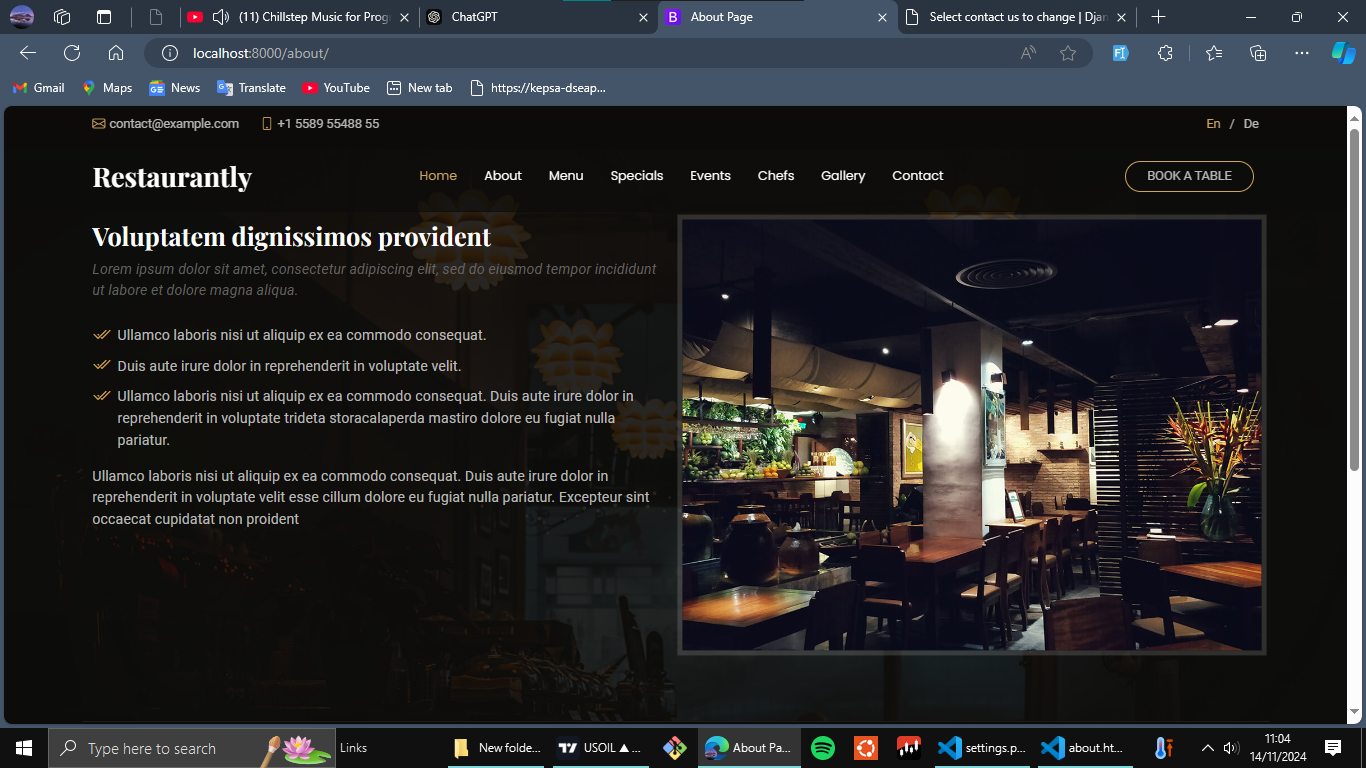 (11) Chillstep Music for Prog
ChatGPT
About Page
Select contact us to change | Djan
localhost:8000/about/
Gmail
Maps
News
Translate
YouTube
New tab
https://kepsa-dseap...
contact@example.com
+1 5589 55488 55
En / De
Restaurantly
Home
About
Menu
Specials
Events
Chefs
Gallery
Contact
BOOK A TABLE
Voluptatem dignissimos provident
Lorem ipsum dolor sit amet, consectetur adipiscing elit, sed do eiusmod tempor incididunt
ut labore et dolore magna aliqua.
Ullamco laboris nisi ut aliquip ex ea commodo consequat.
Duis aute irure dolor in reprehenderit in voluptate velit.
Ullamco laboris nisi ut aliquip ex ea commodo consequat. Duis aute irure dolor in
reprehenderit in voluptate trideta storacalaperda mastiro dolore eu fugiat nulla
pariatur.
Ullamco laboris nisi ut aliquip ex ea commodo consequat. Duis aute irure dolor in
reprehenderit in voluptate velit esse cillum dolore eu fugiat nulla pariatur. Excepteur sint
occaecat cupidatat non proident
Type here to search
Links
New folde...
USOIL ▲ ...
About Pa...
settings.p...
about.ht...
11:04
14/11/2024